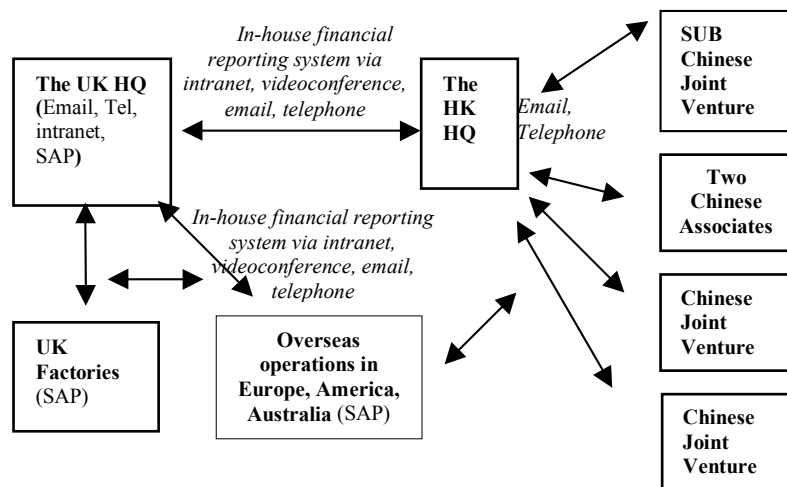 In-house financial
reporting system via
intranet, videoconference,
email, telephone
The UK HQ
(Email, Tel,
intranet,
SAP)
The
HK
HQ
Email,
Telephone
SUB
Chinese
Joint
Venture
Two
Chinese
Associates
In-house financial reporting
system via intranet,
videoconference, email,
telephone
UK
Factories
(SAP)
Overseas
operations in
Europe, America,
Australia (SAP)
Chinese
Joint
Venture
Chinese
Joint
Venture